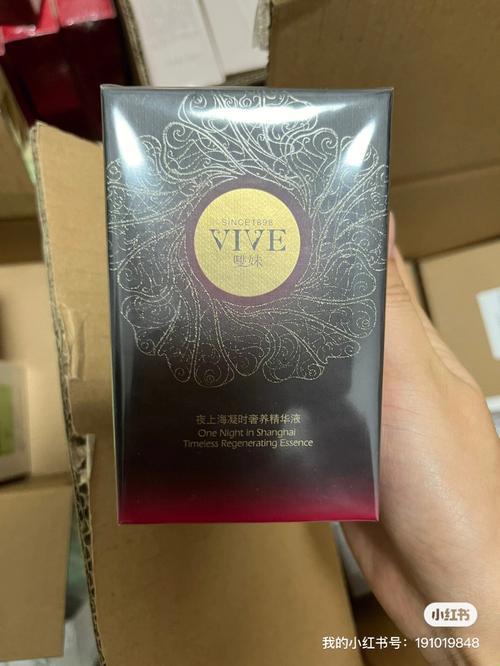 SINCE1898
VIVE
雙妹
夜上海凝时奢养精华液
One Night in Shanghai
Timeless Regenerating Essence
小红书
我的小红书号：191019848